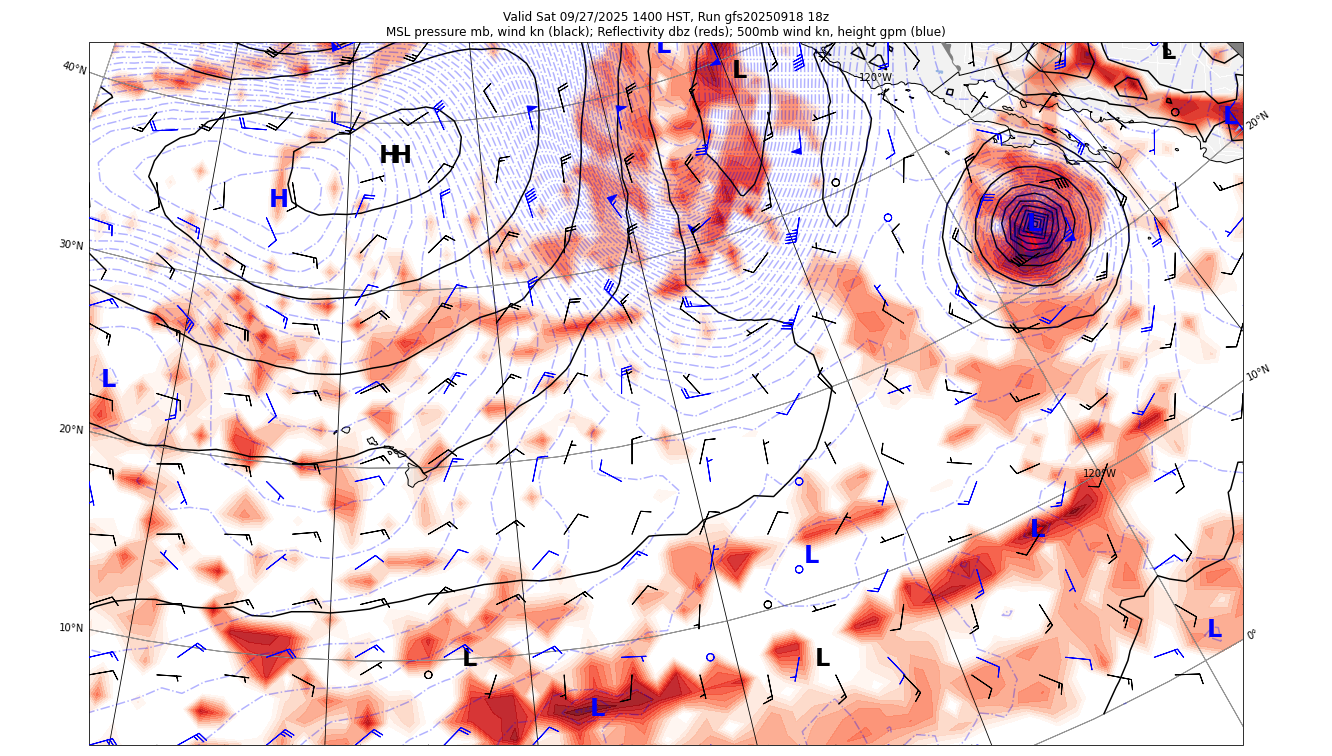 Valid Sat 09/27/2025 1400 HST, Run gfs20250918 18z
MSL pressure mb, wind kn (black); Reflectivity dbz (reds); 500mb wind kn, height gpm (blue)
L
L
L
40°N
120°W
L
20°N
HH
H
L
30°N
L
10°N
20°N
120°W
L
L
10°N
L
0°
L
L
L